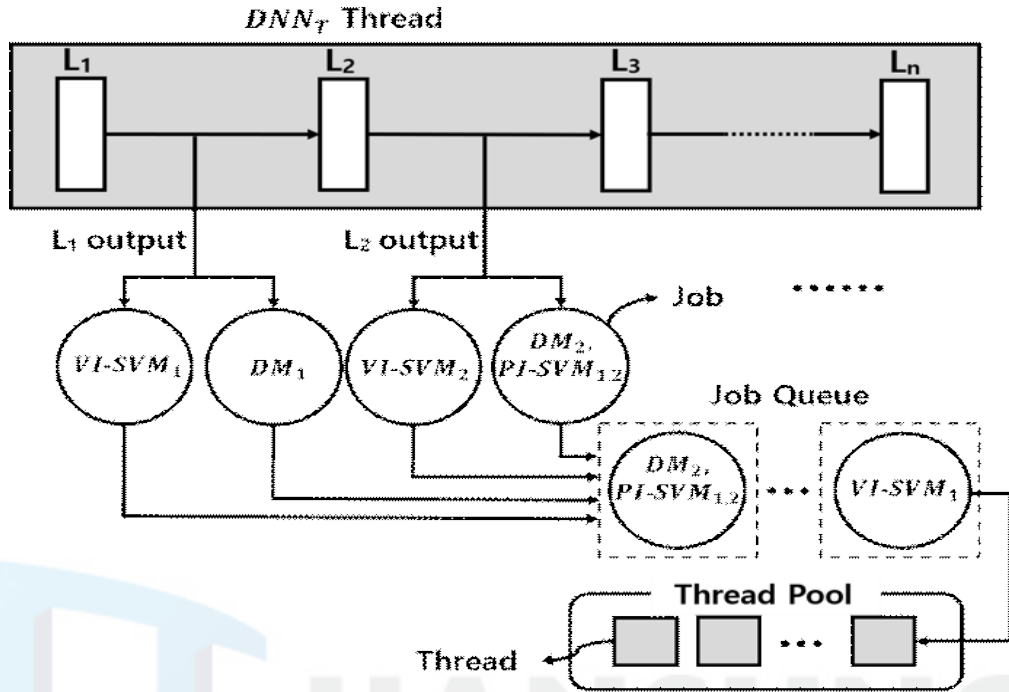 DNN_T Thread
L₁ L₂ L₃ Lₙ
L₁ output L₂ output
Job
VI-SVM₁ DM₁ VI-SVM₂ DM₂, PI-SVM₁,₂
Job Queue
DM₂, PI-SVM₁,₂ VI-SVM₁
Thread Pool
Thread